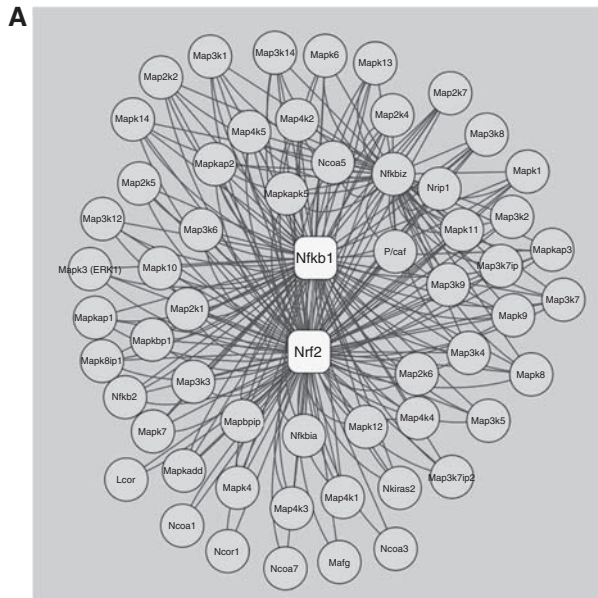 A
Map3k1
Map3k14
Mapk6
Mapk13
Map2k2
Map2k7
Mapk14
Map4k5
Map4k2
Map2k4
Map3k8
Mapkap2
Ncoa5
Nfkbiz
Nrip1
Mapk1
Map2k5
Mapkapk5
Map3k12
Map3k6
Mapk11
Map3k2
P/caf
Mapkap3
Nfkb1
Mapk3 (ERK1)
Mapk10
Map3k7ip
Map3k9
Map3k7
Mapkap1
Map2k1
Mapk9
Mapkbp1
Nrf2
Map3k4
Mapk8ip1
Map2k6
Mapk8
Nfkb2
Map3k3
Mapk7
Mapbpip
Nfkbia
Mapk12
Map4k4
Map3k5
Lcor
Mapkadd
Mapk4
Map4k3
Map4k1
Nkiras2
Map3k7ip2
Ncoa1
Ncor1
Ncoa7
Mafg
Ncoa3